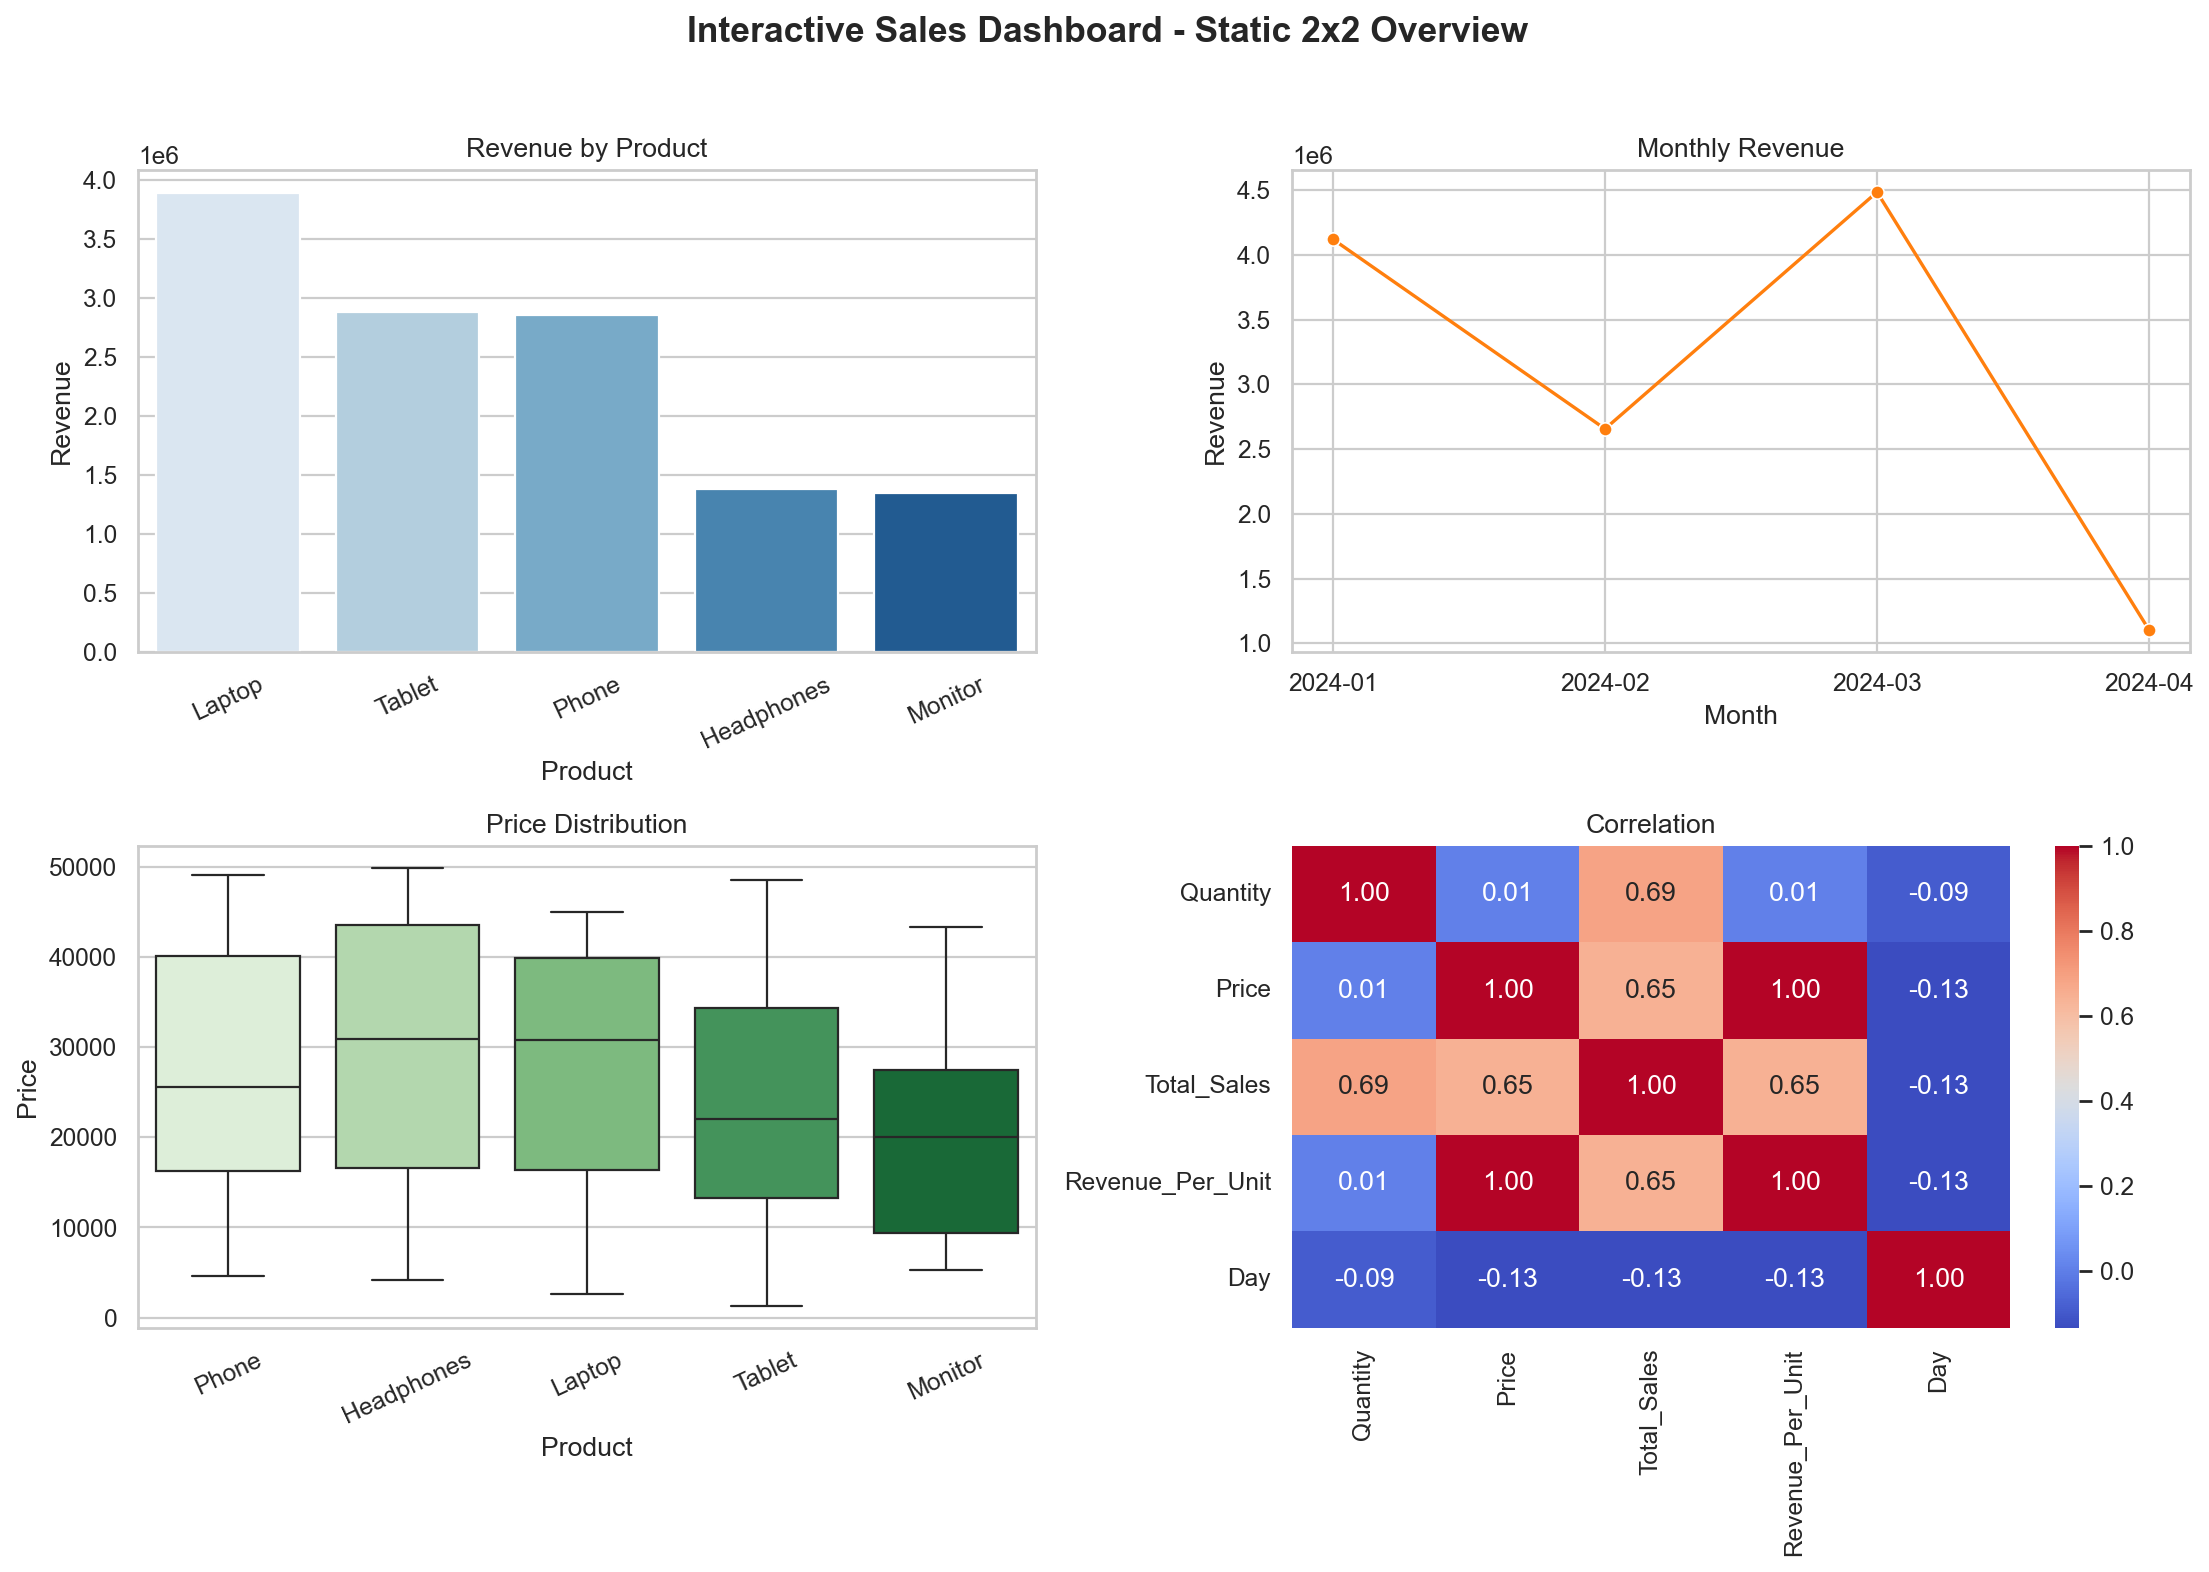 Interactive Sales Dashboard - Static 2x2 Overview
Revenue by Product
1e6
4.0
3.5
3.0
2.5
2.0
1.5
1.0
0.5
0.0
Revenue
Laptop
Tablet
Phone
Headphones
Monitor
Product
Monthly Revenue
1e6
4.5
4.0
3.5
3.0
2.5
2.0
1.5
1.0
Revenue
2024-01
2024-02
2024-03
2024-04
Month
Price Distribution
50000
40000
30000
20000
10000
0
Price
Phone
Headphones
Laptop
Tablet
Monitor
Product
Correlation
Quantity 1.00 0.01 0.69 0.01 -0.09
Price 0.01 1.00 0.65 1.00 -0.13
Total_Sales 0.69 0.65 1.00 0.65 -0.13
Revenue_Per_Unit 0.01 1.00 0.65 1.00 -0.13
Day -0.09 -0.13 -0.13 -0.13 1.00
Quantity
Price
Total_Sales
Revenue_Per_Unit
Day
1.0
0.8
0.6
0.4
0.2
0.0